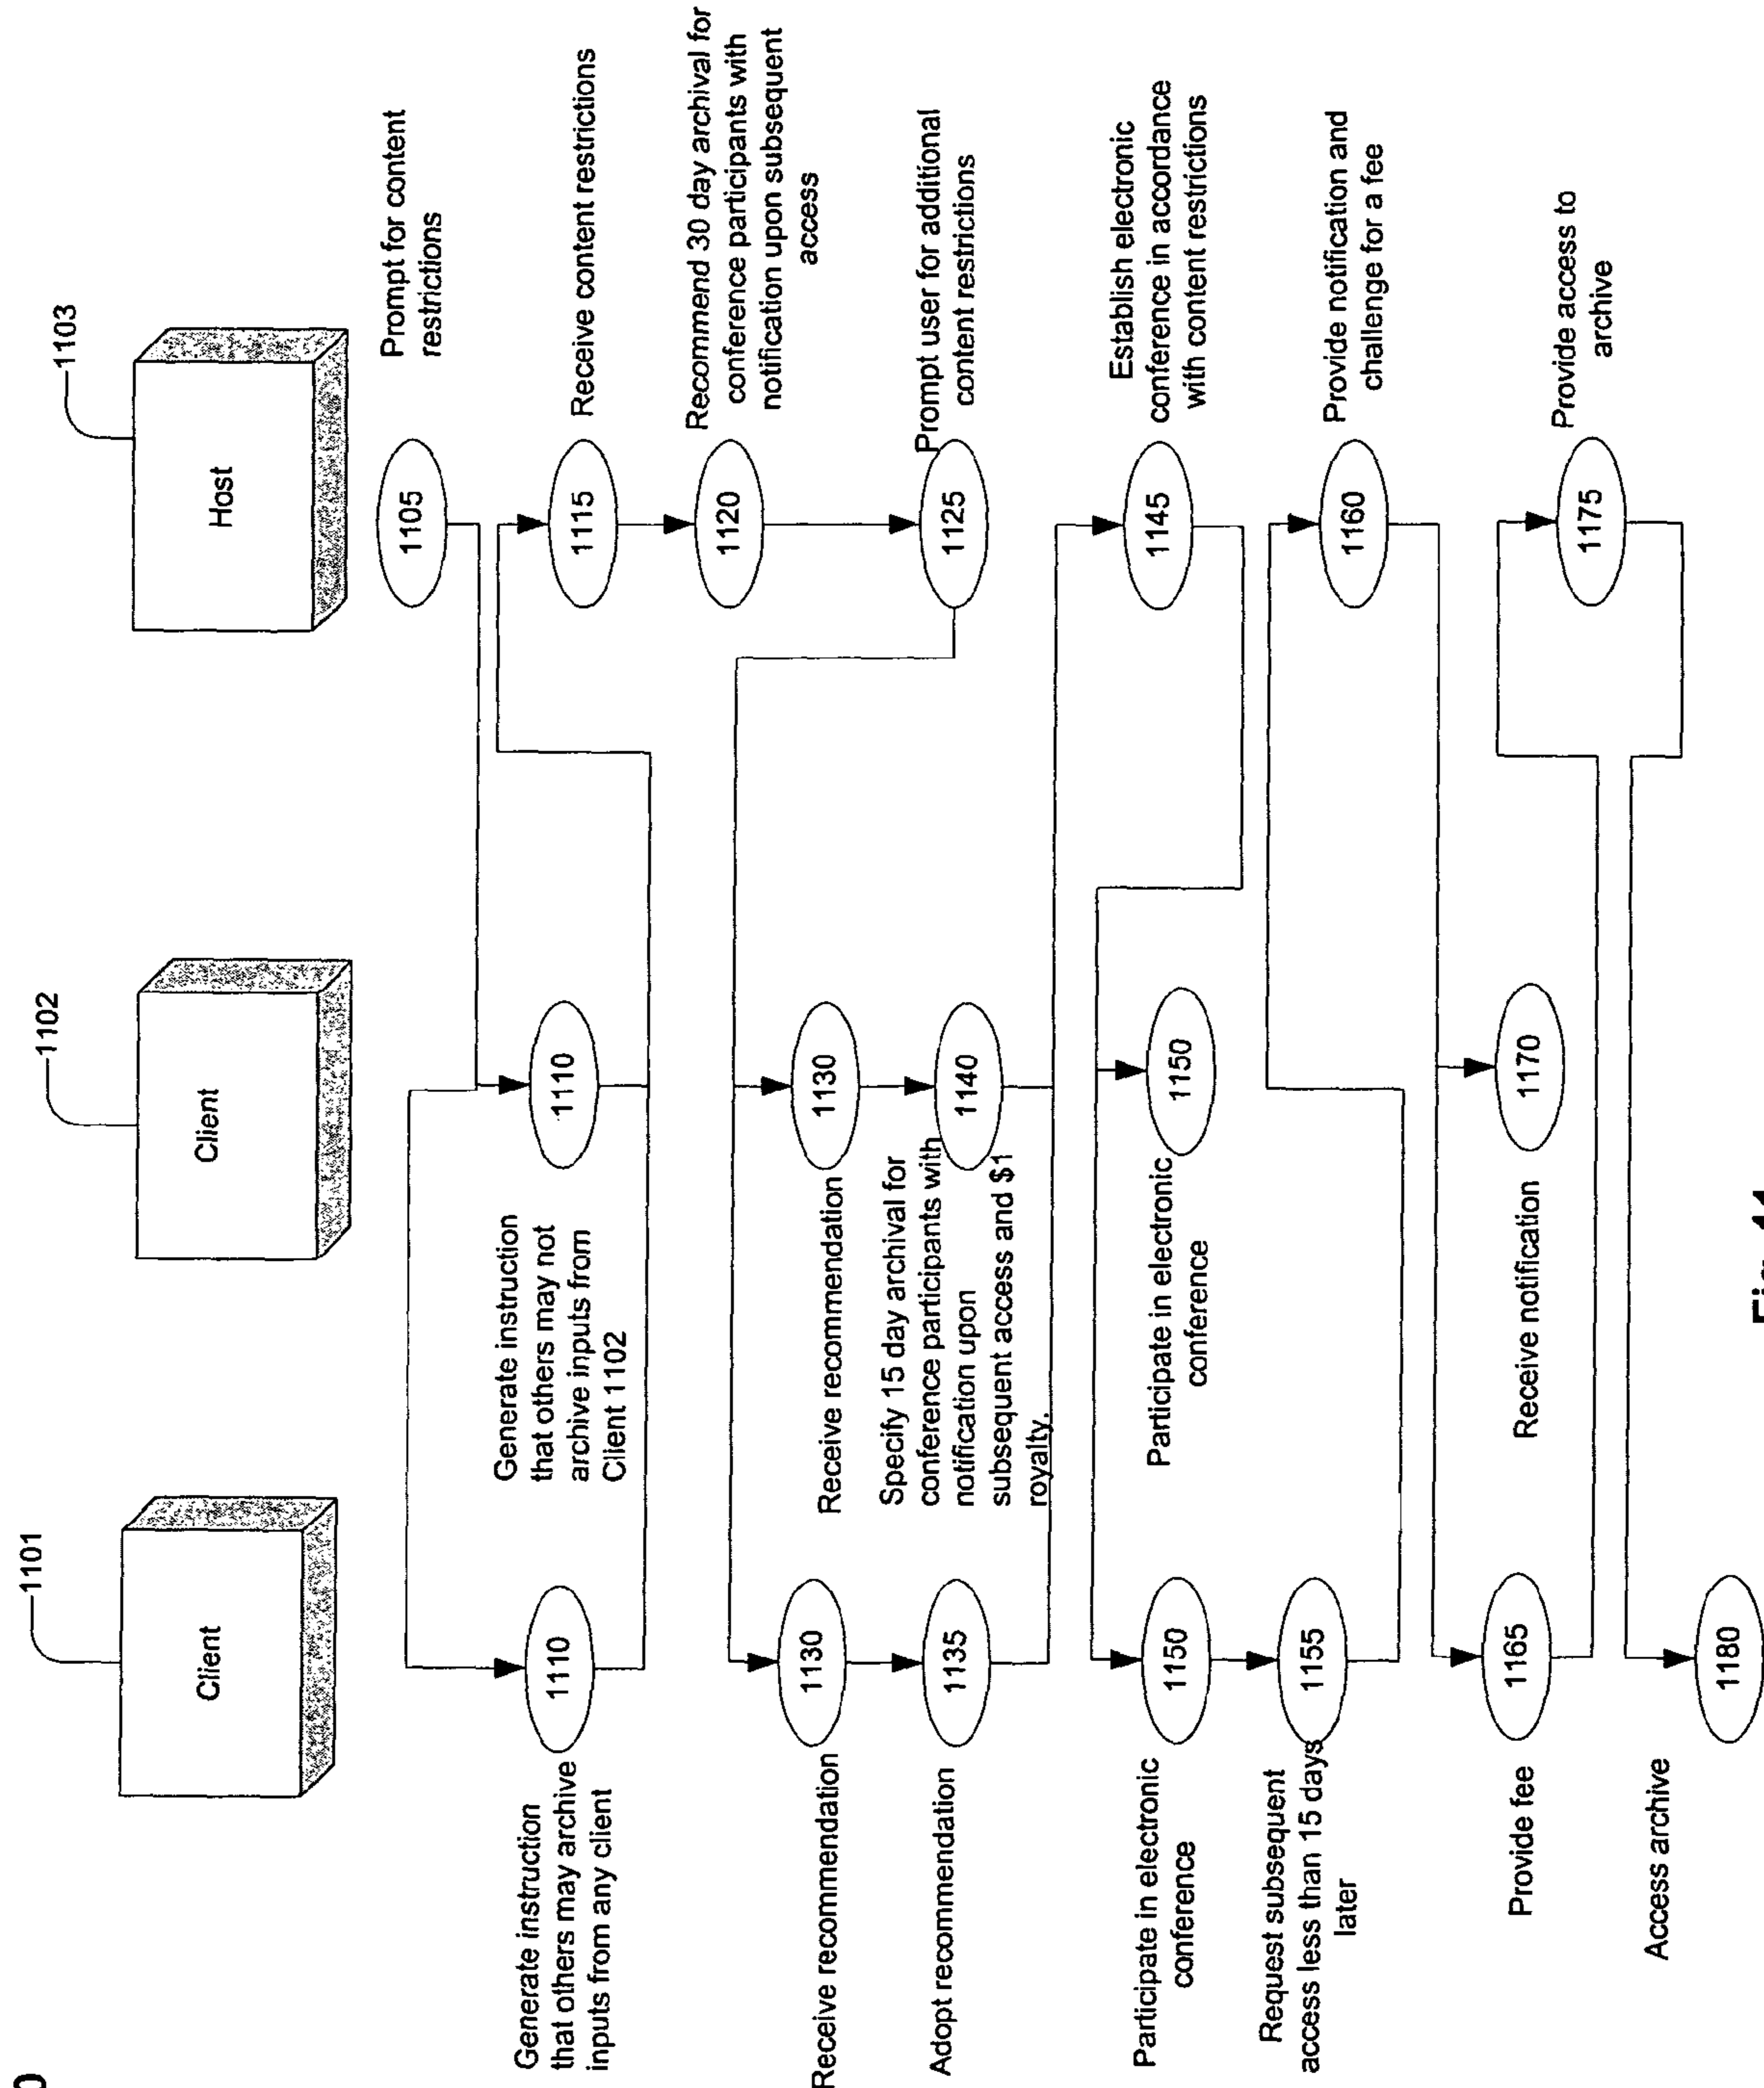 1101
1102
1103
Client
Client
Host
1105
Prompt for content
restrictions
Generate instruction
that others may archive
inputs from any client
1110
Generate instruction
that others may not
archive inputs from
Client 1102
1110
1115
Receive content restrictions
1120
Recommend 30 day archival for
conference participants with
notification upon subsequent
access
1125
Prompt user for additional
content restrictions
Receive recommendation
1130
Receive recommendation
1130
Adopt recommendation
1135
Specify 15 day archival for
conference participants with
notification upon
subsequent access and $1
royalty.
1140
1145
Establish electronic
conference in accordance
with content restrictions
Participate in electronic
conference
1150
Participate in electronic
conference
1150
Request subsequent
access less than 15 days
later
1155
1160
Provide notification and
challenge for a fee
Provide fee
1165
Receive notification
1170
1175
Provide access to
archive
Access archive
1180